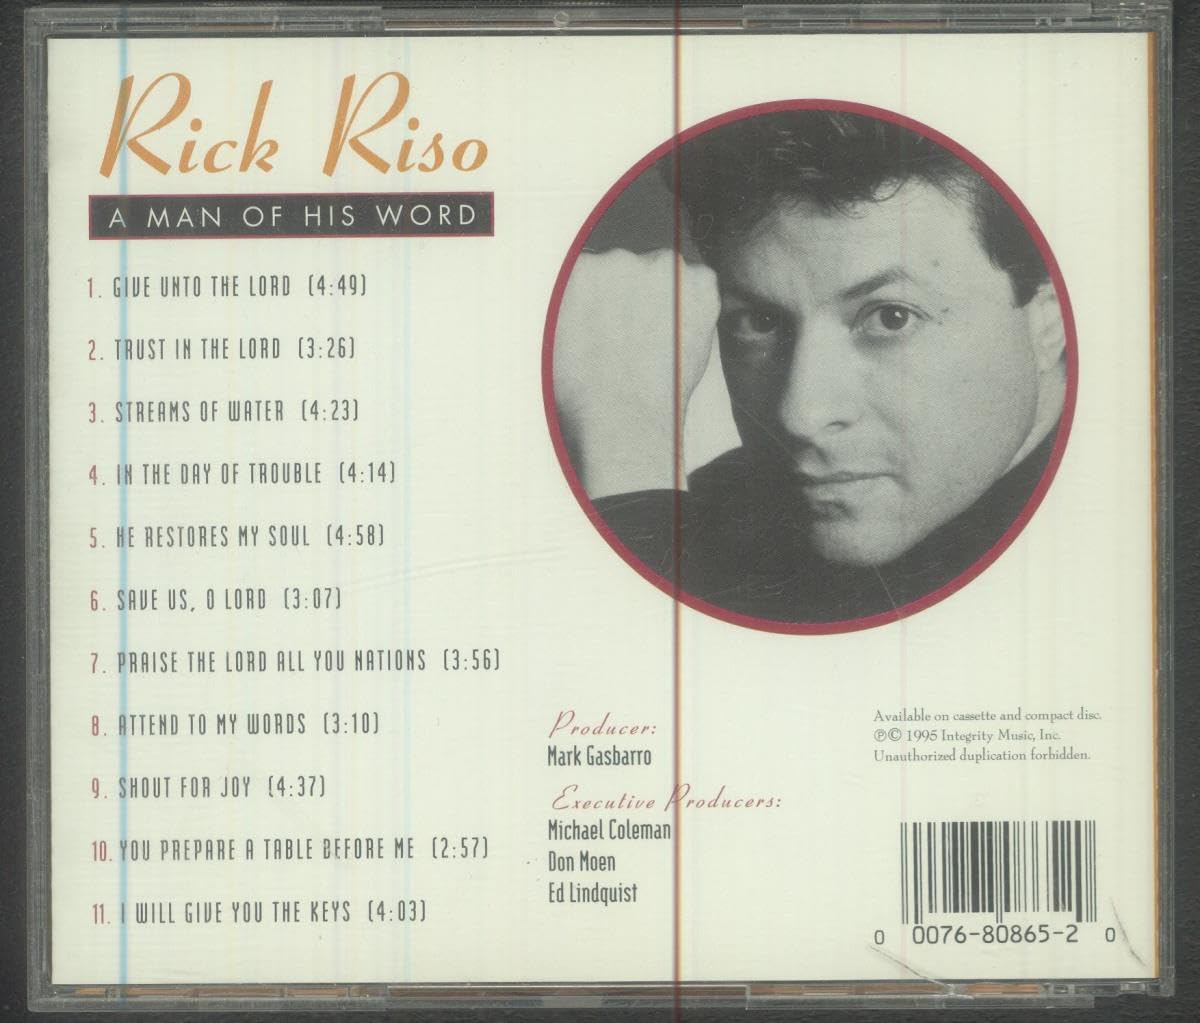 Rick Riso
A MAN OF HIS WORD
1. GIVE UNTO THE LORD (4:49)
2. TRUST IN THE LORD (3:26)
3. STREAMS OF WATER (4:23)
4. IN THE DAY OF TROUBLE (4:14)
5. HE RESTORES MY SOUL (4:58)
6. SAVE US, O LORD (3:07)
7. PRAISE THE LORD ALL YOU NATIONS (3:56)
8. ATTEND TO MY WORDS (3:10)
9. SHOUT FOR JOY (4:37)
10. YOU PREPARE A TABLE BEFORE ME (2:57)
11. I WILL GIVE YOU THE KEYS (4:03)
Producer:
Mark Gasbarro
Executive Producers:
Michael Coleman
Don Moen
Ed Lindquist
Available on cassette and compact disc.
℗© 1995 Integrity Music, Inc.
Unauthorized duplication forbidden.
0 0076-80865-2 0